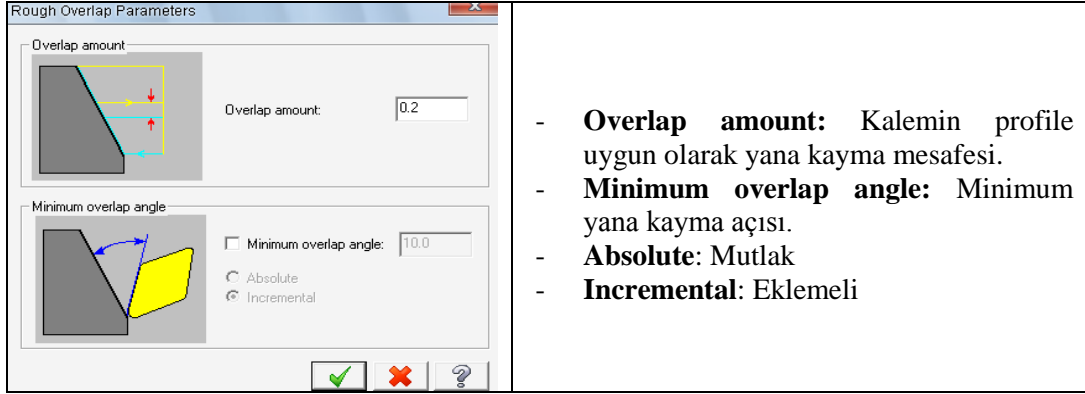 Rough Overlap Parameters
Overlap amount
Overlap amount: 0.2
Minimum overlap angle
Minimum overlap angle: 10.0
Absolute
Incremental
- Overlap amount: Kalemin profile
uygun olarak yana kayma mesafesi.
- Minimum overlap angle: Minimum
yana kayma açısı.
- Absolute: Mutlak
- Incremental: Eklemeli